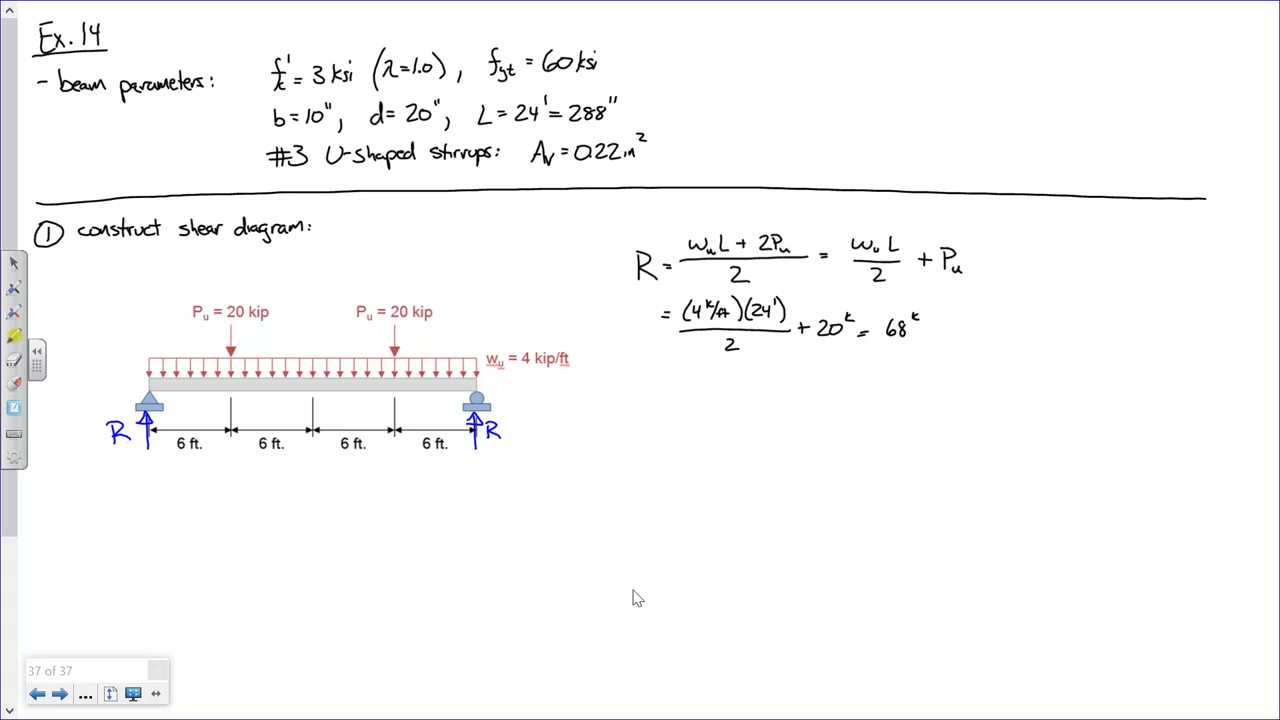 Ex. 14
- beam parameters: f'c = 3 ksi (λ=1.0), fyt = 60 ksi
b = 10", d = 20", L = 24' = 288"
#3 U-shaped stirrups: Av = 0.22 in²
① construct shear diagram:
R = (wuL + 2Pu)/2 = wuL/2 + Pu
= (4 k/ft)(24')/2 + 20ᵏ = 68ᵏ
Pu = 20 kip Pu = 20 kip
wu = 4 kip/ft
R R
6 ft. 6 ft. 6 ft. 6 ft.
37 of 37
...